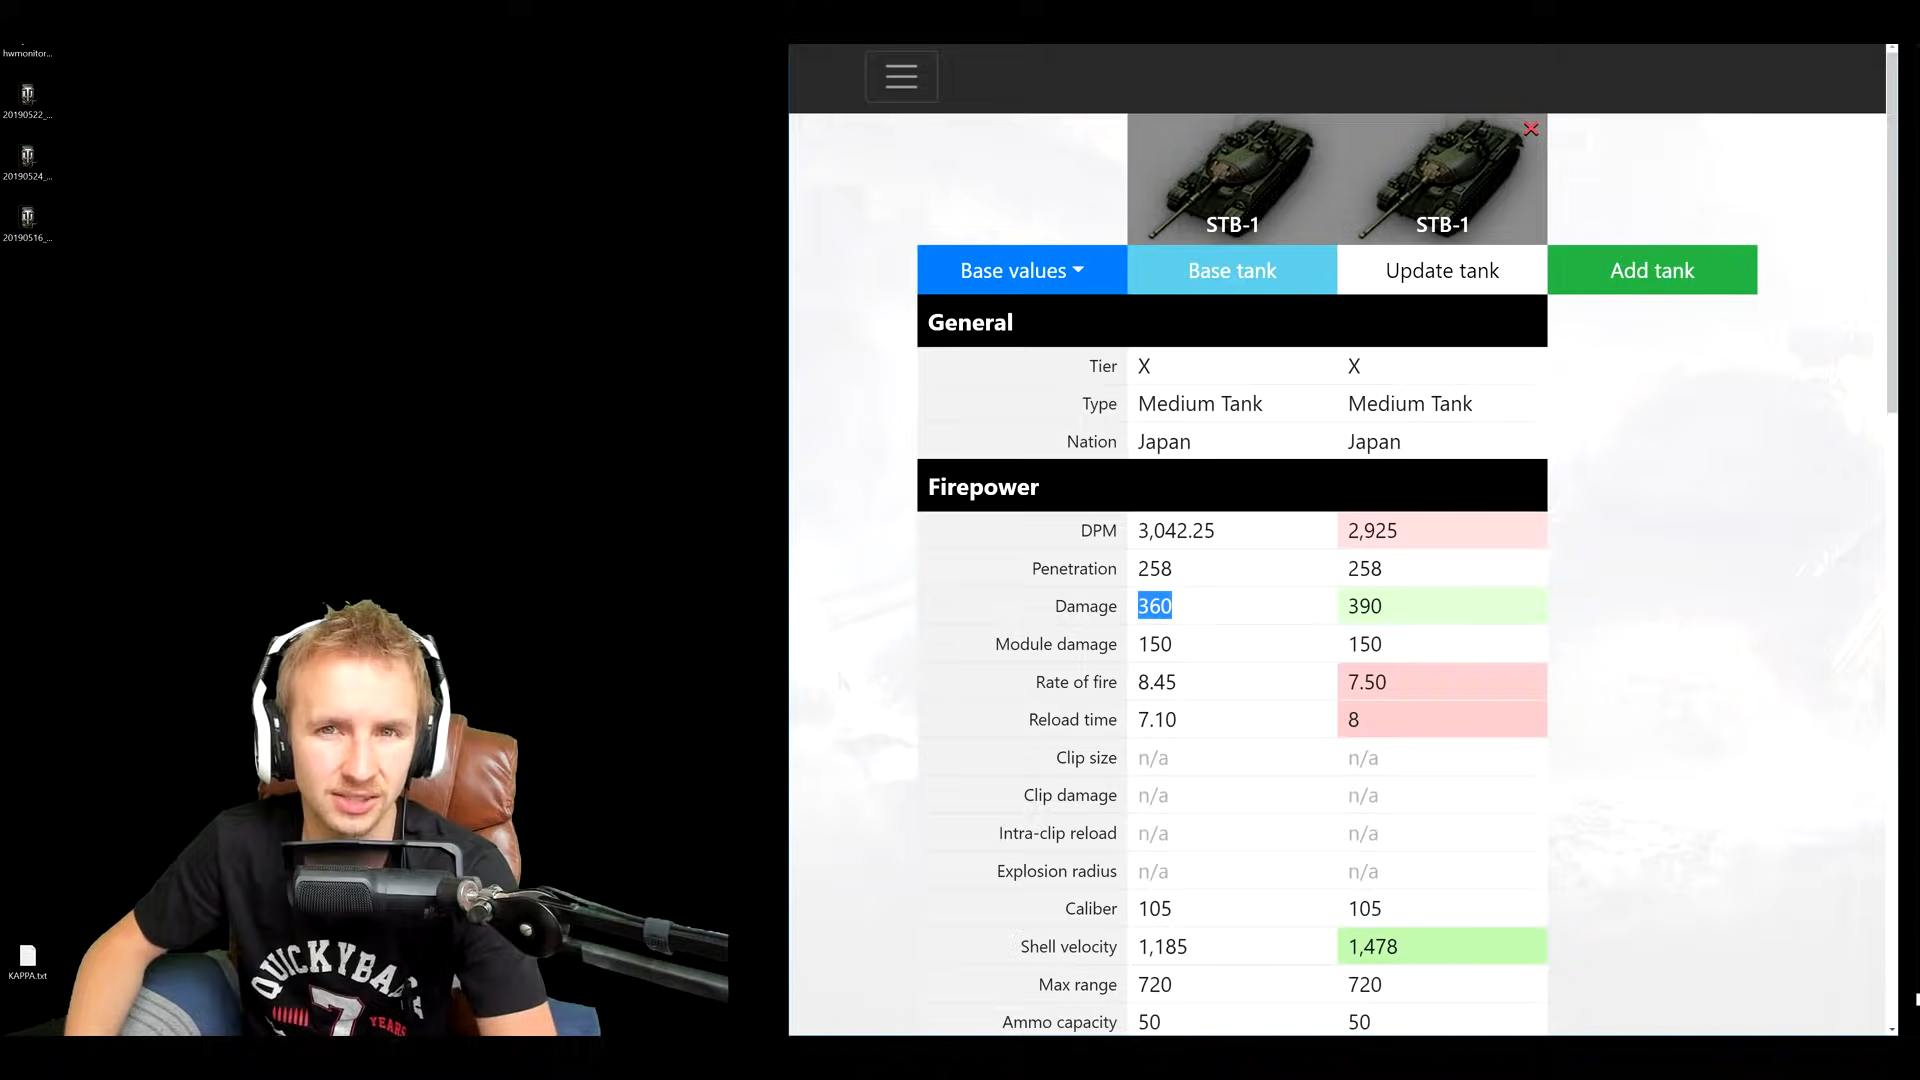 hwmonitor...
20190522_...
20190524_...
20190516_...
KAPPA.txt
QUICKYBABY
7
YEARS
STB-1 STB-1
Base values Base tank Update tank Add tank
General
Tier X X
Type Medium Tank Medium Tank
Nation Japan Japan
Firepower
DPM 3,042.25 2,925
Penetration 258 258
Damage 360 390
Module damage 150 150
Rate of fire 8.45 7.50
Reload time 7.10 8
Clip size n/a n/a
Clip damage n/a n/a
Intra-clip reload n/a n/a
Explosion radius n/a n/a
Caliber 105 105
Shell velocity 1,185 1,478
Max range 720 720
Ammo capacity 50 50